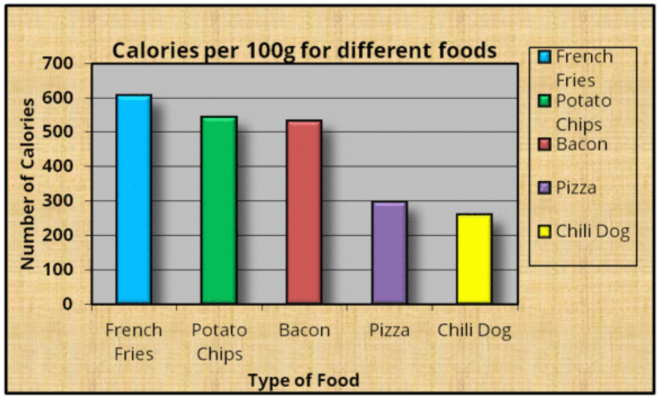 Calories per 100g for different foods
Number of Calories
700
600
500
400
300
200
100
0
French
Fries
Potato
Chips
Bacon
Pizza
Chili Dog
Type of Food
French
Fries
Potato
Chips
Bacon
Pizza
Chili Dog